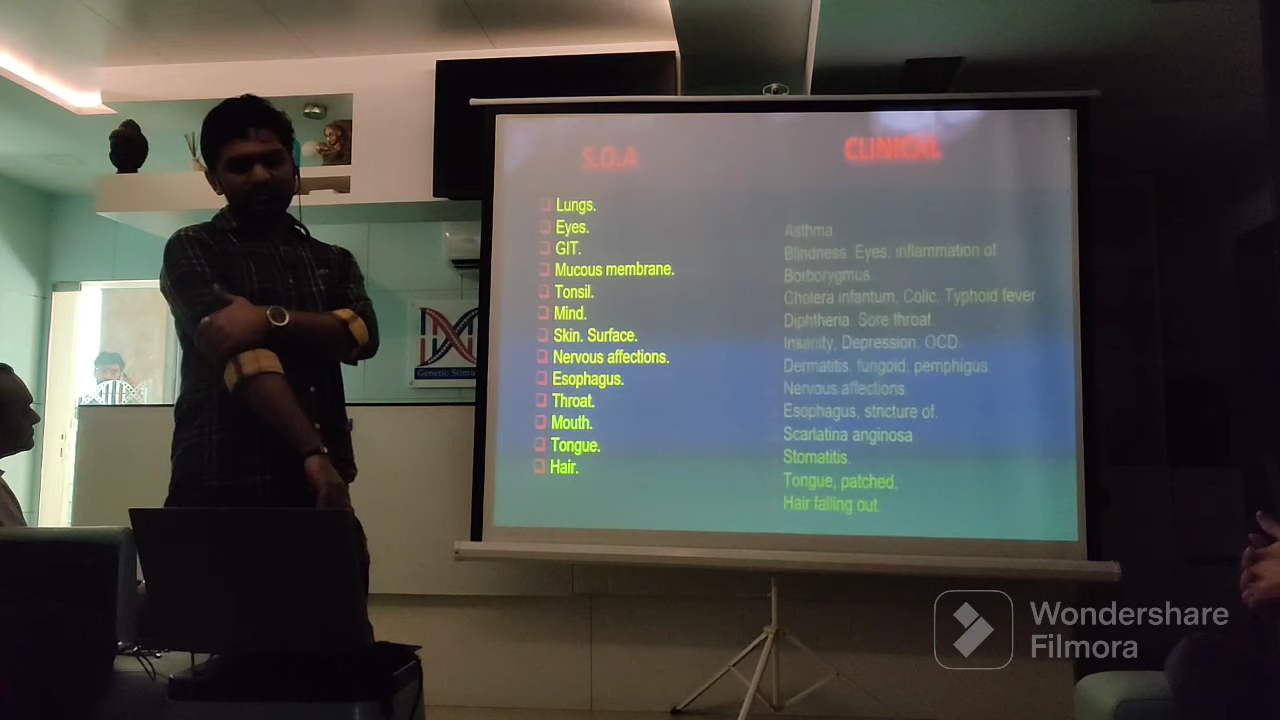 S.O.A
Lungs.
Eyes.
GIT.
Mucous membrane.
Tonsil.
Mind.
Skin. Surface.
Nervous affections.
Esophagus.
Throat.
Mouth.
Tongue.
Hair.
CLINICAL
Asthma.
Blindness. Eyes, inflammation of
Borborygmus.
Cholera infantum, Colic, Typhoid fever
Diphtheria. Sore throat.
Insanity, Depression, OCD.
Dermatitis, fungoid, pemphigus.
Nervous affections.
Esophagus, stricture of.
Scarlatina anginosa
Stomatitis.
Tongue, patched.
Hair falling out.
Wondershare
Filmora